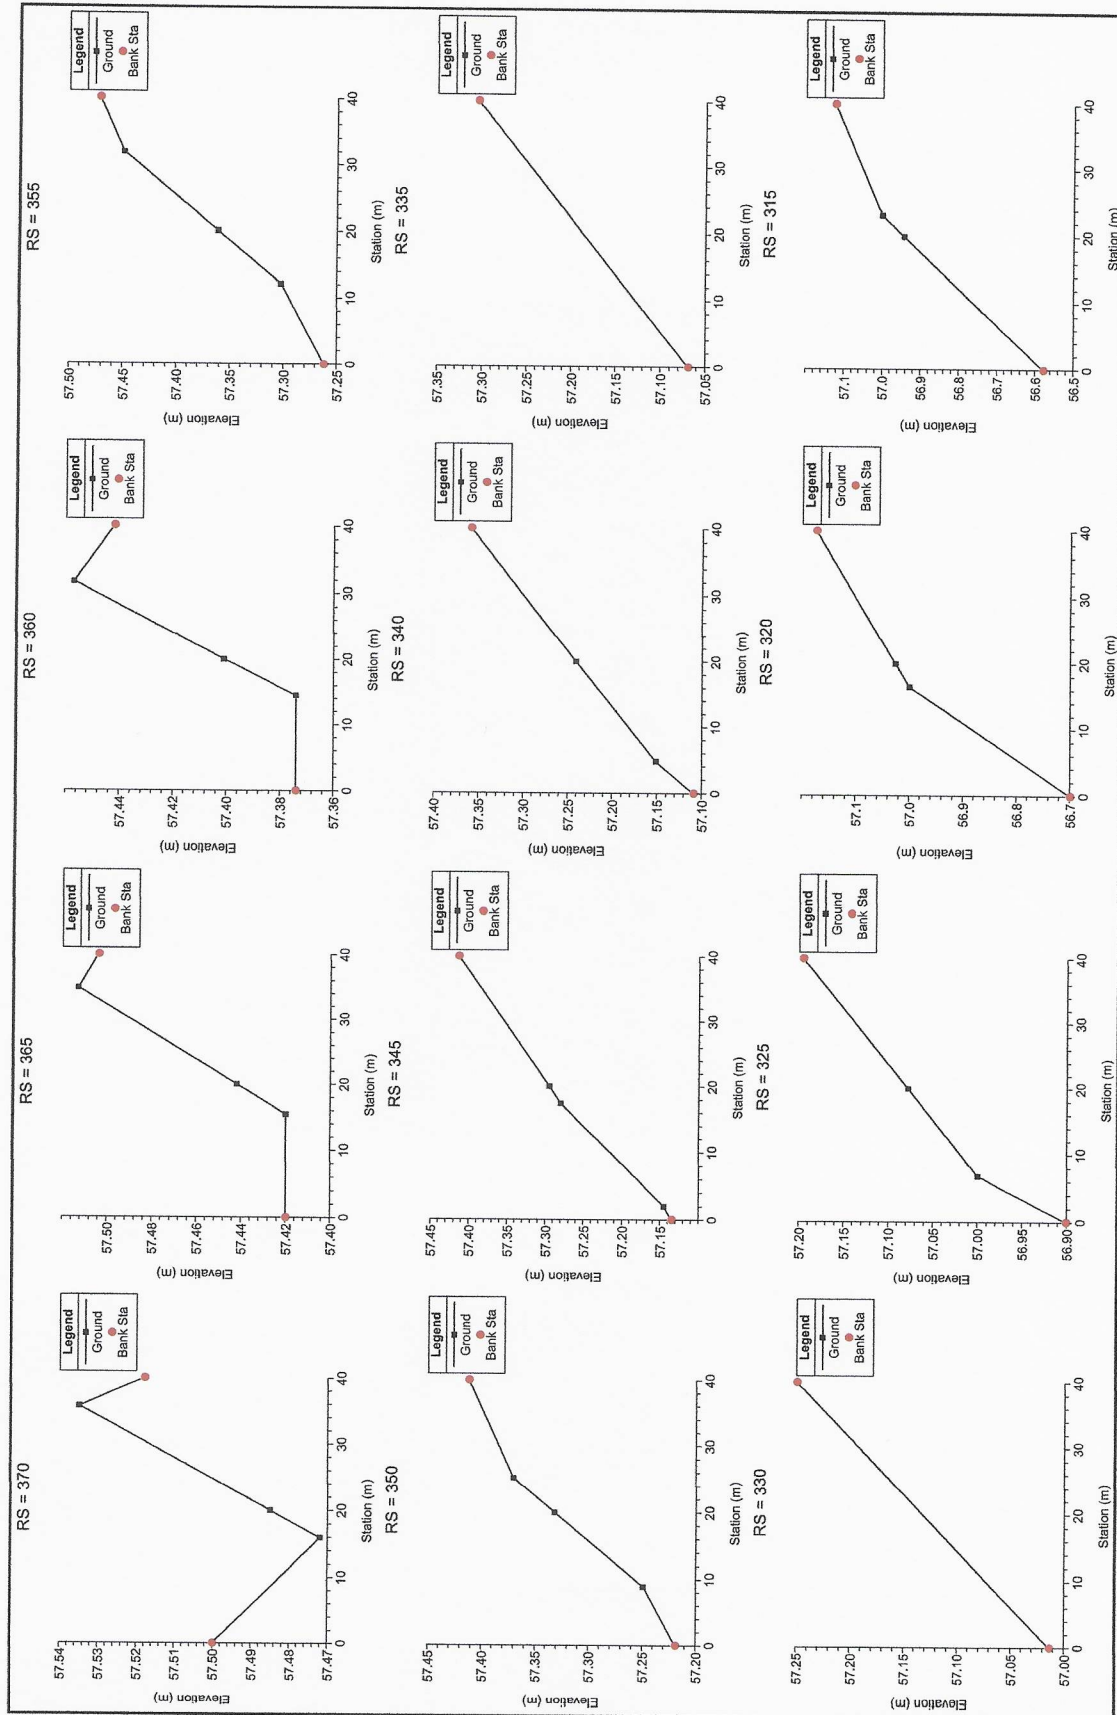 RS = 370
Legend
Ground
Bank Sta
Elevation (m)
57.54
57.53
57.52
57.51
57.50
57.49
57.48
57.47
0 10 20 30 40
Station (m)
RS = 365
Legend
Ground
Bank Sta
Elevation (m)
57.50
57.48
57.46
57.44
57.42
57.40
0 10 20 30 40
Station (m)
RS = 360
Legend
Ground
Bank Sta
Elevation (m)
57.44
57.42
57.40
57.38
57.36
0 10 20 30 40
Station (m)
RS = 355
Legend
Ground
Bank Sta
Elevation (m)
57.50
57.45
57.40
57.35
57.30
57.25
0 10 20 30 40
Station (m)
RS = 350
Legend
Ground
Bank Sta
Elevation (m)
57.45
57.40
57.35
57.30
57.25
57.20
0 10 20 30 40
Station (m)
RS = 345
Legend
Ground
Bank Sta
Elevation (m)
57.45
57.40
57.35
57.30
57.25
57.20
57.15
0 10 20 30 40
Station (m)
RS = 340
Legend
Ground
Bank Sta
Elevation (m)
57.40
57.35
57.30
57.25
57.20
57.15
57.10
0 10 20 30 40
Station (m)
RS = 335
Legend
Ground
Bank Sta
Elevation (m)
57.35
57.30
57.25
57.20
57.15
57.10
57.05
0 10 20 30 40
Station (m)
RS = 330
Legend
Ground
Bank Sta
Elevation (m)
57.25
57.20
57.15
57.10
57.05
57.00
0 10 20 30 40
Station (m)
RS = 325
Legend
Ground
Bank Sta
Elevation (m)
57.20
57.15
57.10
57.05
57.00
56.95
56.90
0 10 20 30 40
Station (m)
RS = 320
Legend
Ground
Bank Sta
Elevation (m)
57.1
57.0
56.9
56.8
56.7
0 10 20 30 40
Station (m)
RS = 315
Legend
Ground
Bank Sta
Elevation (m)
57.1
57.0
56.9
56.8
56.7
56.6
56.5
0 10 20 30 40
Station (m)